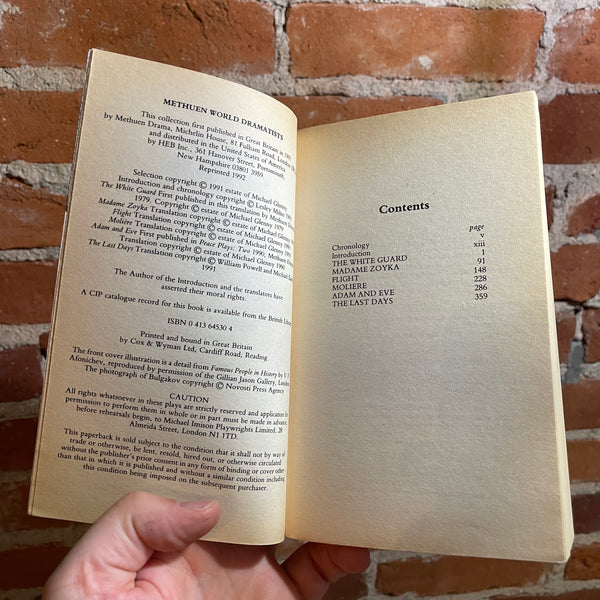 METHUEN WORLD DRAMATISTS
This collection first published in Great Britain in 1991
by Methuen Drama, Michelin House, 81 Fulham Road, London
and distributed in the United States of America
by HEB Inc., 361 Hanover Street, Portsmouth,
New Hampshire 03801 3959
Reprinted 1992
Selection copyright © 1991 estate of Michael Glenny
Introduction and chronology copyright © Lesley Milne 1991
The White Guard First published in this translation by Methuen
1979. Copyright © estate of Michael Glenny 1979
Madame Zoyka Translation copyright © estate of Michael Glenny
Flight Translation copyright © estate of Michael Glenny
Molière Translation copyright © estate of Michael Glenny
Adam and Eve First published in Peace Plays: Two 1990, Methuen
Translation copyright © estate of Michael Glenny 1990
The Last Days Translation copyright © William Powell and Michael
1991
The Author of the Introduction and the translators have
asserted their moral rights.
A CIP catalogue record for this book is available from the British
ISBN 0 413 64530 4
Printed and bound in Great Britain
by Cox & Wyman Ltd, Cardiff Road, Reading
The front cover illustration is a detail from Famous People in History by
Afonichev, reproduced by permission of the Gillian Jason Gallery, London
The photograph of Bulgakov copyright © Novosti Press Agency
CAUTION
All rights whatsoever in these plays are strictly reserved and application for
permission to perform them in whole or in part must be made in advance,
before rehearsals begin, to Michael Imison Playwrights Limited, 28
Almeida Street, London N1 1TD.
This paperback is sold subject to the condition that it shall not by way of
trade or otherwise, be lent, resold, hired out, or otherwise circulated
without the publisher's prior consent in any form of binding or cover other
than that in which it is published and without a similar condition including
this condition being imposed on the subsequent purchaser.
Contents
page
Chronology v
Introduction xiii
THE WHITE GUARD 1
MADAME ZOYKA 91
FLIGHT 148
MOLIERE 228
ADAM AND EVE 286
THE LAST DAYS 359